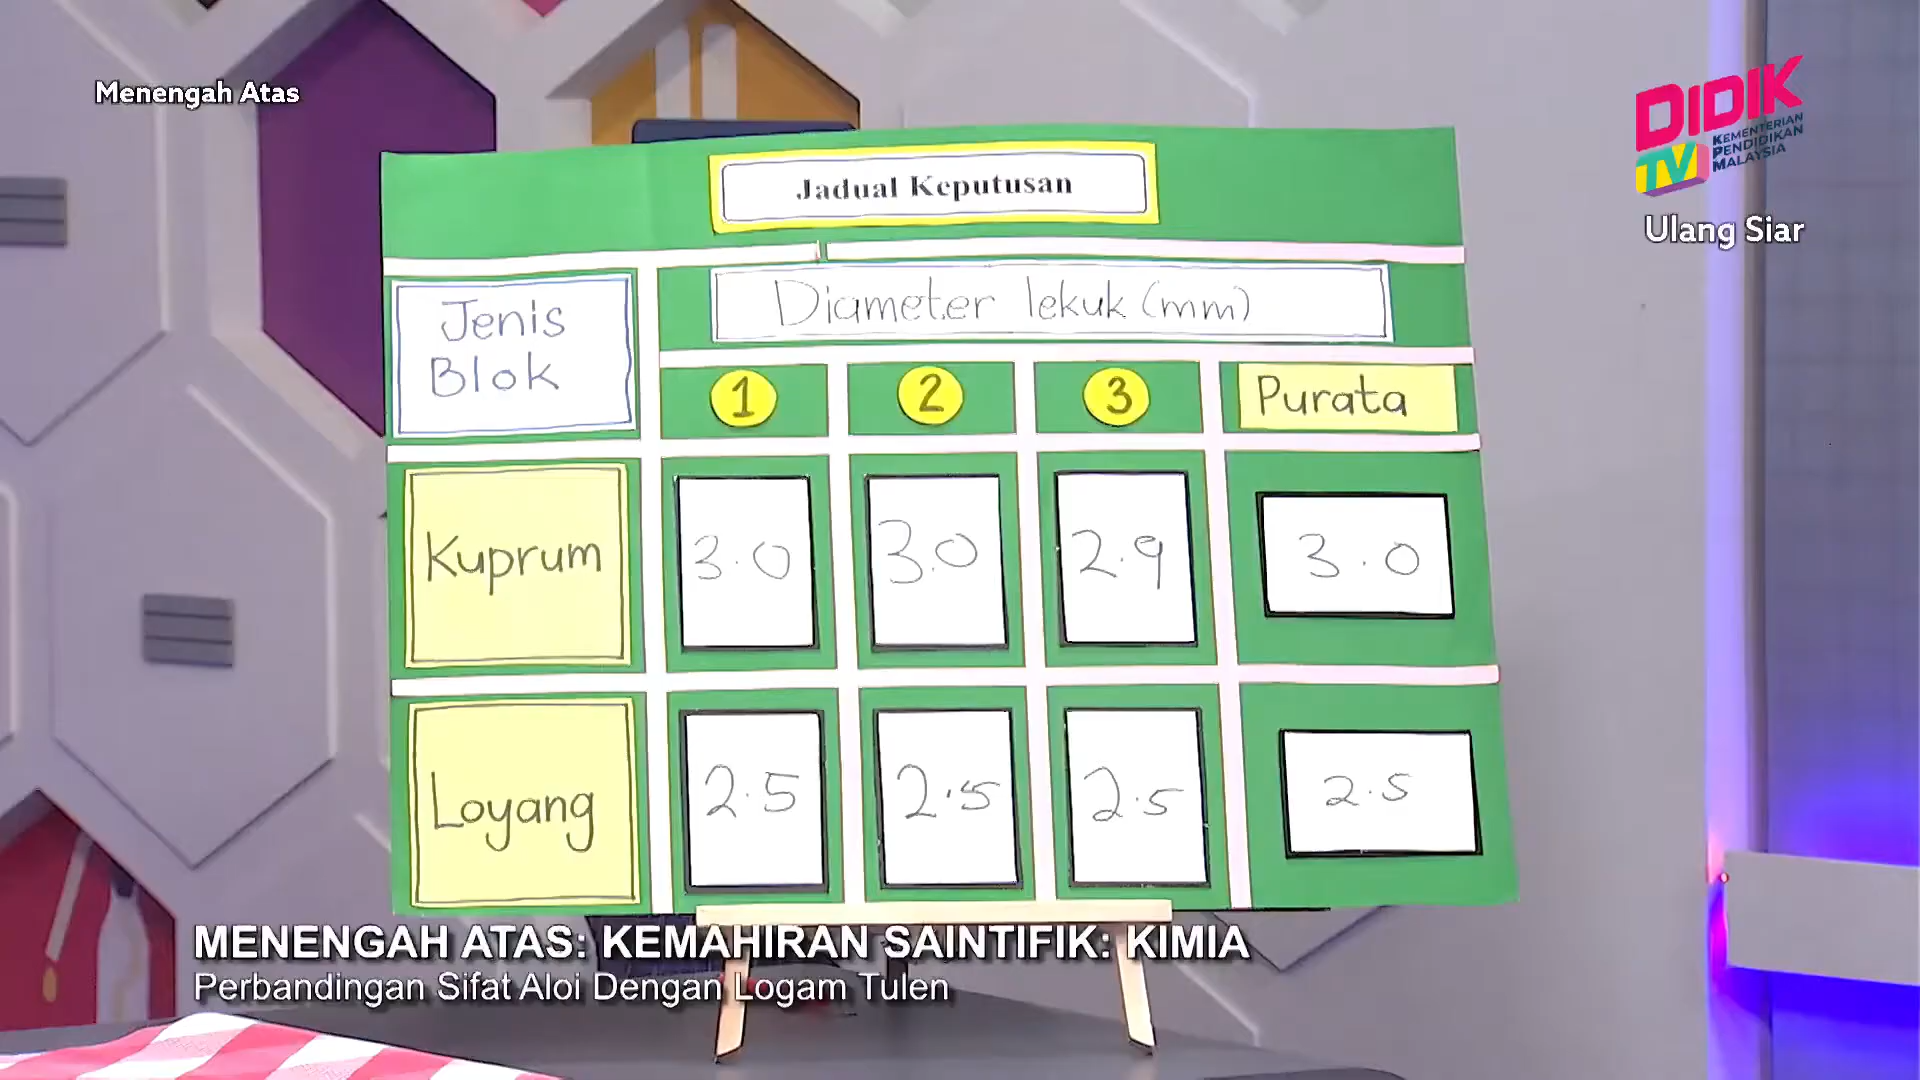 Menengah Atas
DIDIK
TV
KEMENTERIAN
PENDIDIKAN
MALAYSIA
Ulang Siar
Jadual Keputusan
Jenis
Blok
Diameter lekuk (mm)
1 2 3 Purata
Kuprum 3.0 3.0 2.9 3.0
Loyang 2.5 2.5 2.5 2.5
MENENGAH ATAS: KEMAHIRAN SAINTIFIK: KIMIA
Perbandingan Sifat Aloi Dengan Logam Tulen